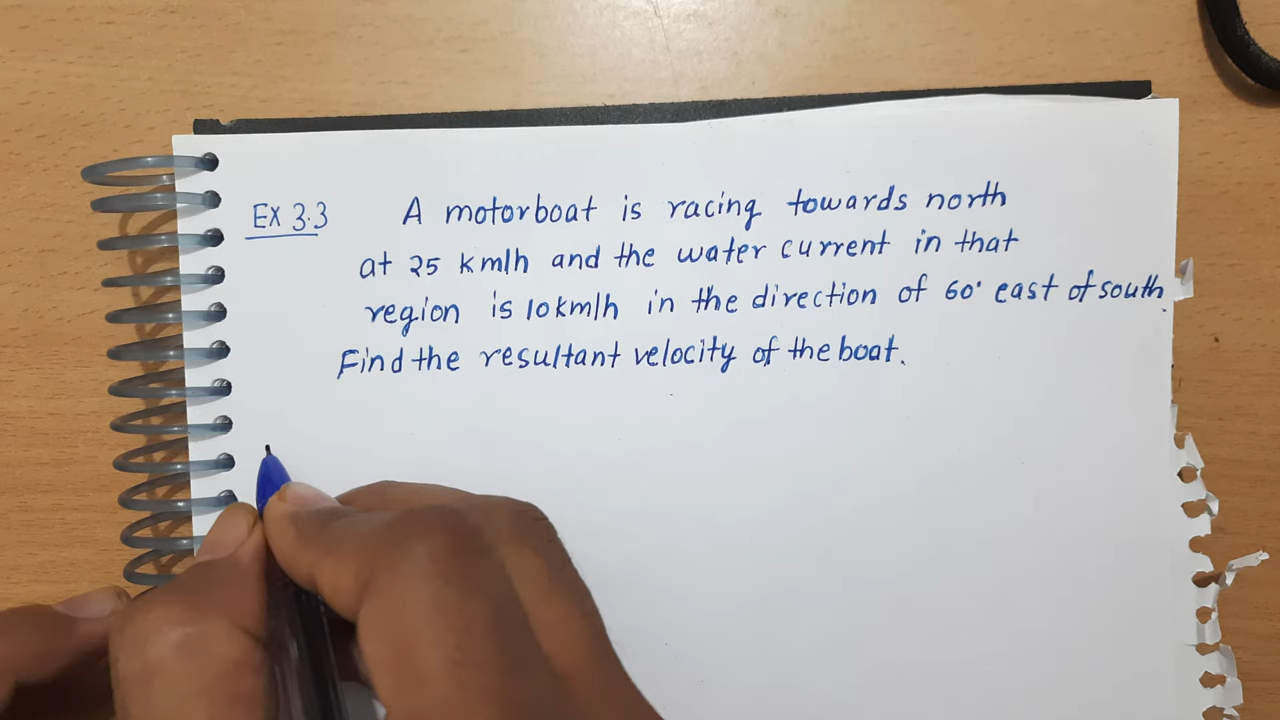 Ex 3.3 A motorboat is racing towards north
at 25 km/h and the water current in that
region is 10km/h in the direction of 60° east of south.
Find the resultant velocity of the boat.